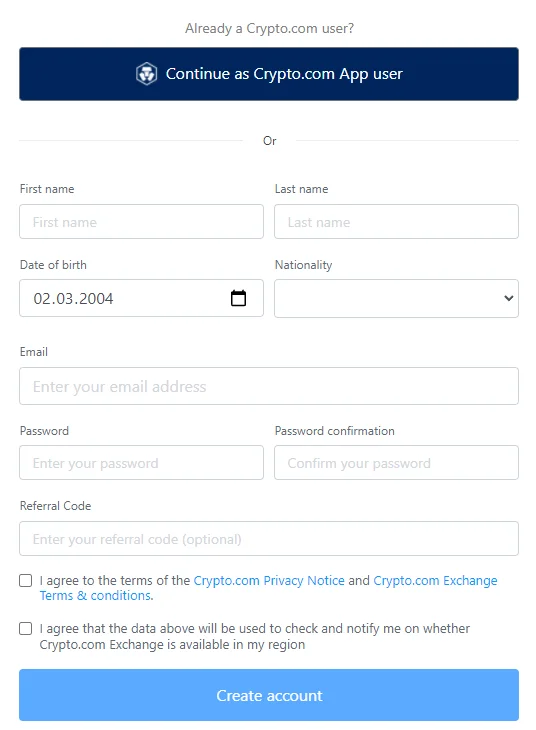 Already a Crypto.com user?
Continue as Crypto.com App user
Or
First name
Last name
First name
Last name
Date of birth
Nationality
02.03.2004
Email
Enter your email address
Password
Password confirmation
Enter your password
Confirm your password
Referral Code
Enter your referral code (optional)
I agree to the terms of the Crypto.com Privacy Notice and Crypto.com Exchange
Terms & conditions.
I agree that the data above will be used to check and notify me on whether
Crypto.com Exchange is available in my region
Create account